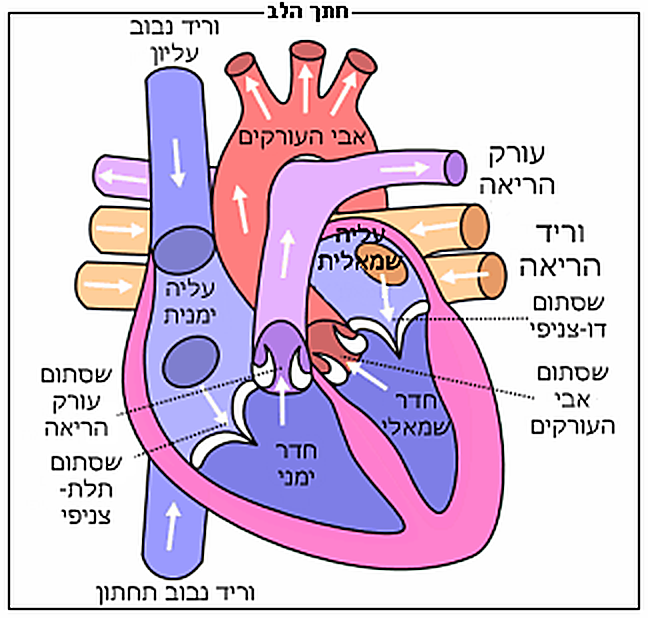 חתך הלב
וריד נבוב
עליון
אבי העורקים
עורק
הריאה
וריד
הריאה
עליה
שמאלית
עליה
ימנית
שסתום
דו-צניפי
שסתום
אבי
העורקים
שסתום
עורק
הריאה
חדר
שמאלי
חדר
ימני
שסתום
תלת-
צניפי
וריד נבוב תחתון